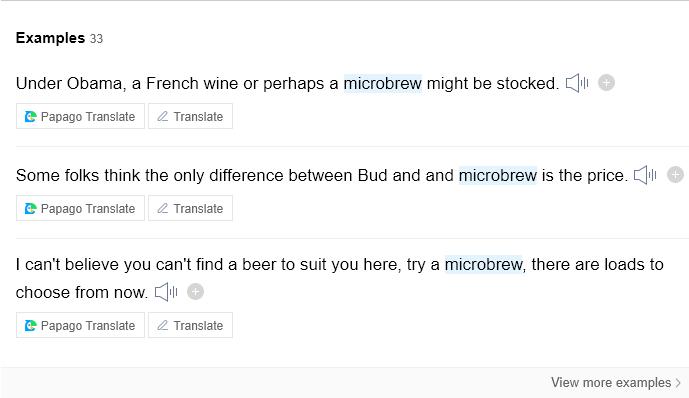 Examples 33
Under Obama, a French wine or perhaps a microbrew might be stocked.
Papago Translate Translate
Some folks think the only difference between Bud and and microbrew is the price.
Papago Translate Translate
I can't believe you can't find a beer to suit you here, try a microbrew, there are loads to
choose from now.
Papago Translate Translate
View more examples